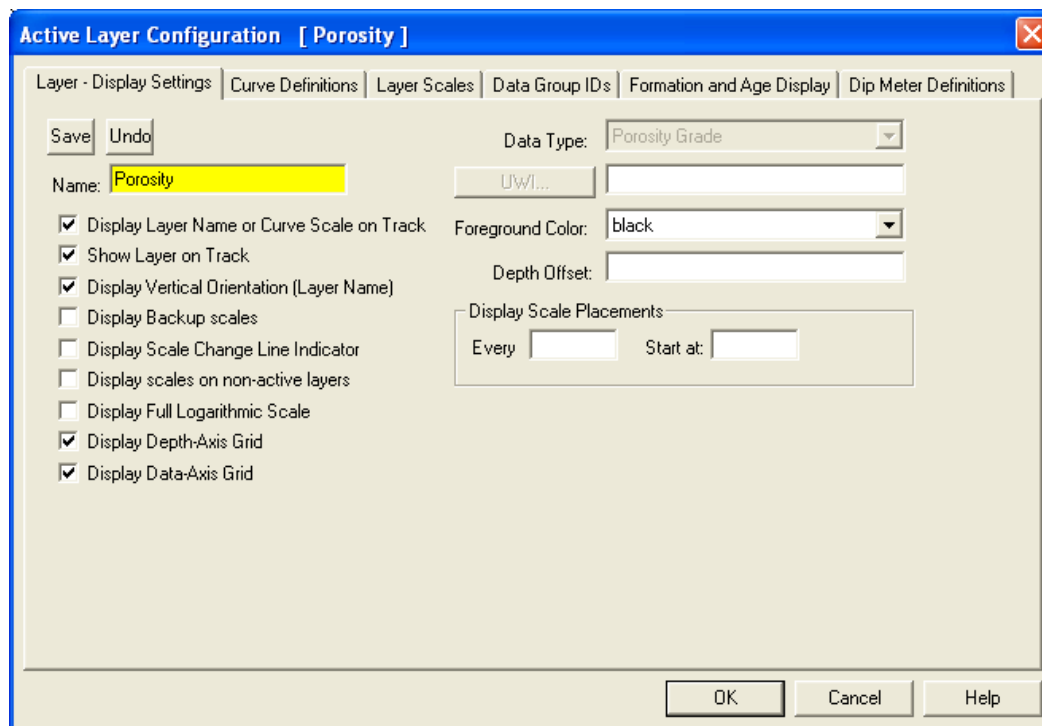 Active Layer Configuration [ Porosity ]
Layer - Display Settings Curve Definitions Layer Scales Data Group IDs Formation and Age Display Dip Meter Definitions
Save Undo
Name: Porosity
Display Layer Name or Curve Scale on Track
Show Layer on Track
Display Vertical Orientation (Layer Name)
Display Backup scales
Display Scale Change Line Indicator
Display scales on non-active layers
Display Full Logarithmic Scale
Display Depth-Axis Grid
Display Data-Axis Grid
Data Type: Porosity Grade
UWI...
Foreground Color: black
Depth Offset:
Display Scale Placements
Every Start at:
OK Cancel Help